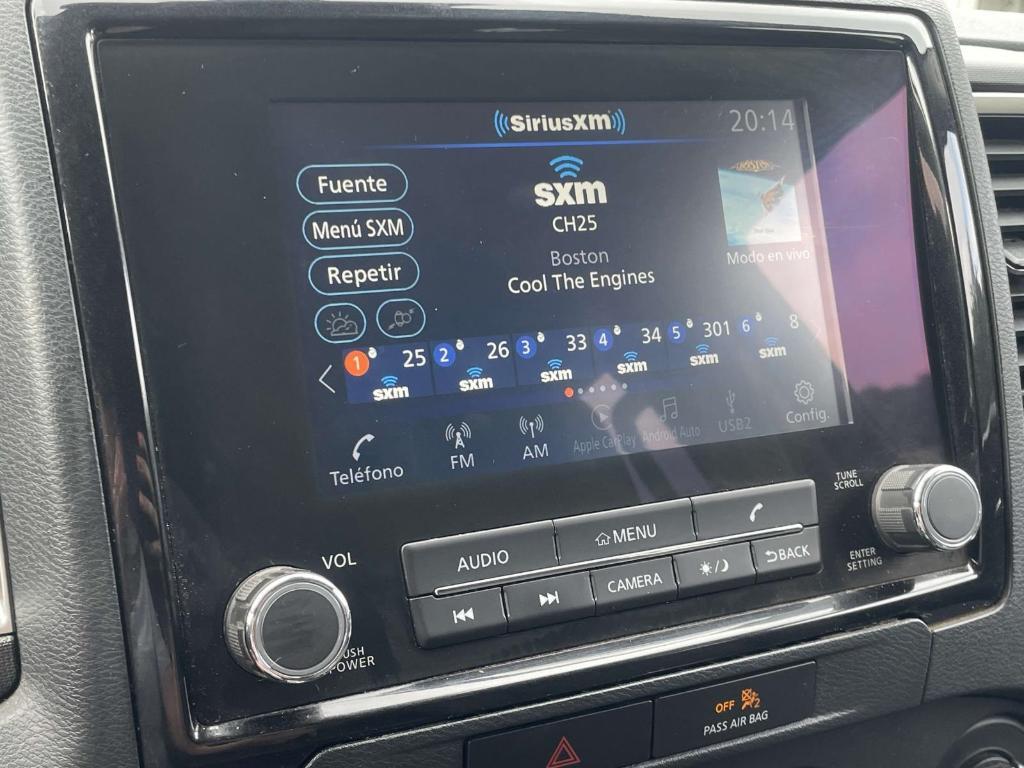 SiriusXM
20:14
Fuente
Menú SXM
Repetir
sxm
CH25
Boston
Cool The Engines
Modo en vivo
1 25 sxm
2 26 sxm
3 33 sxm
4 34 sxm
5 301 sxm
6 8 sxm
Teléfono
FM
AM
Apple CarPlay
Android Auto
USB2
Config.
VOL
PUSH
POWER
AUDIO
MENU
CAMERA
BACK
TUNE
SCROLL
ENTER
SETTING
OFF 2
PASS AIR BAG